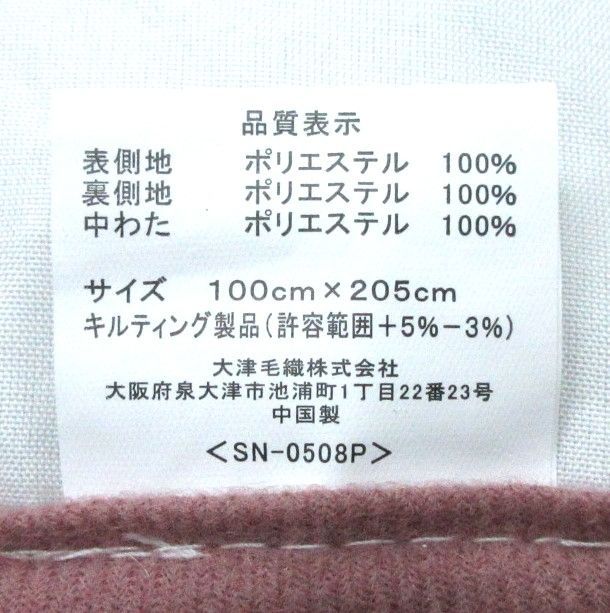 品質表示
表側地 ポリエステル 100%
裏側地 ポリエステル 100%
中わた ポリエステル 100%
サイズ 100cm×205cm
キルティング製品(許容範囲+5%-3%)
大津毛織株式会社
大阪府泉大津市池浦町1丁目22番23号
中国製
<SN-0508P>